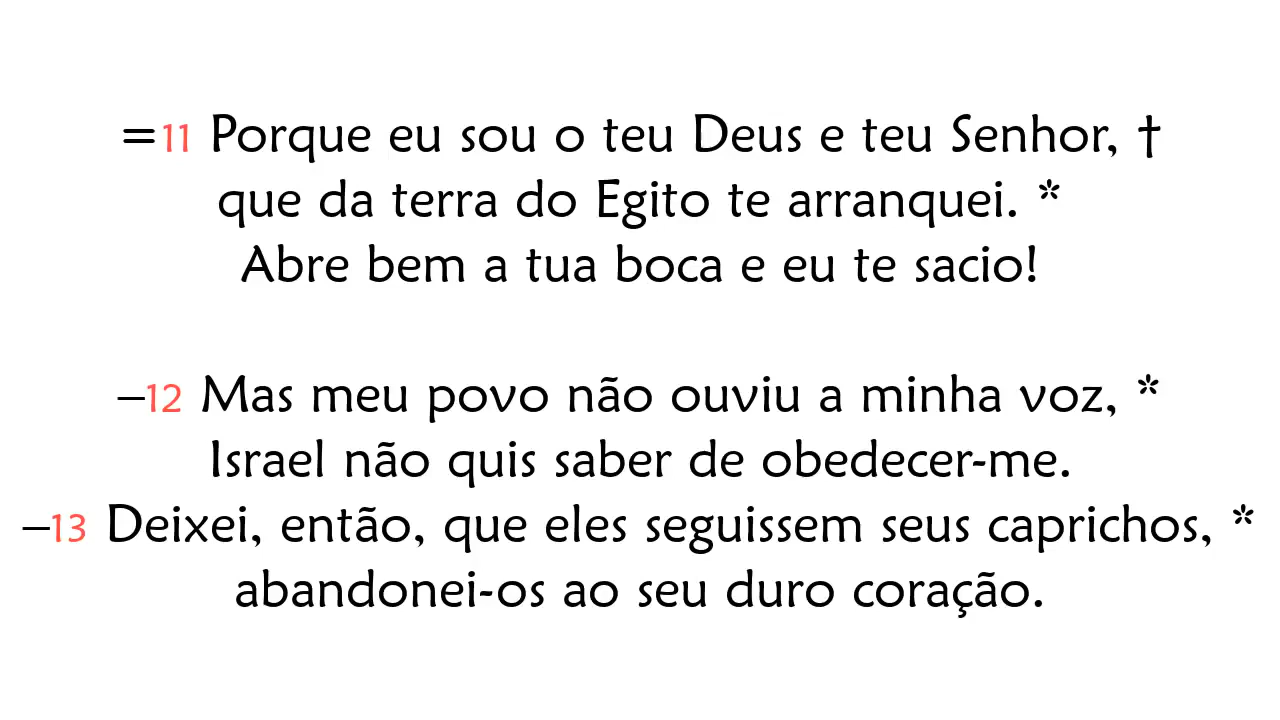 =11 Porque eu sou o teu Deus e teu Senhor, †
que da terra do Egito te arranquei. *
Abre bem a tua boca e eu te sacio!
–12 Mas meu povo não ouviu a minha voz, *
Israel não quis saber de obedecer-me.
–13 Deixei, então, que eles seguissem seus caprichos, *
abandonei-os ao seu duro coração.